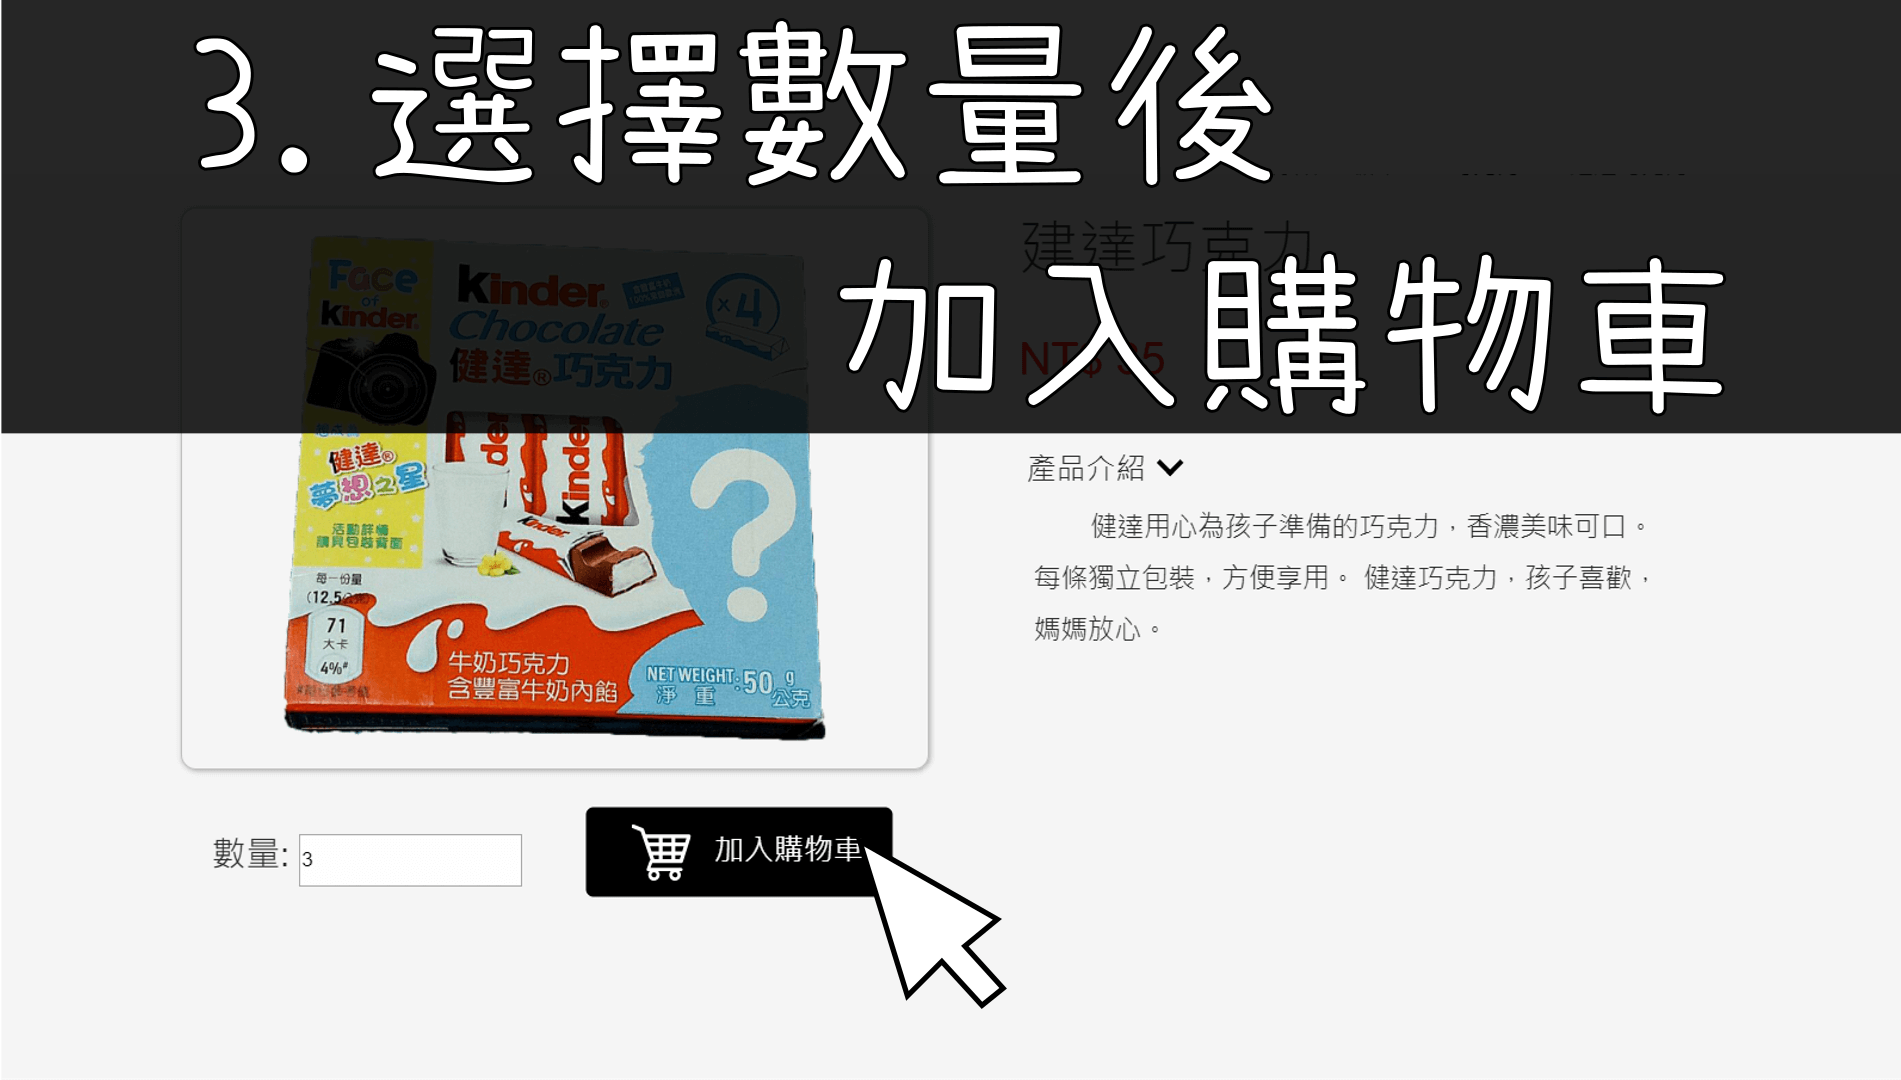 3. 選擇數量後
加入購物車
建達巧克力
NT$ 35
Face
of
Kinder
Kinder
Chocolate
健達®巧克力
x4
健達®
夢想之星
活動詳情
請見包裝背面
每一份量
(12.5公克)
71
大卡
4%#
Kinder
Kinder
牛奶巧克力
含豐富牛奶內餡
NET WEIGHT:50 g
淨 重 公克
產品介紹
健達用心為孩子準備的巧克力，香濃美味可口。
每條獨立包裝，方便享用。 健達巧克力，孩子喜歡，
媽媽放心。
數量: 3
加入購物車